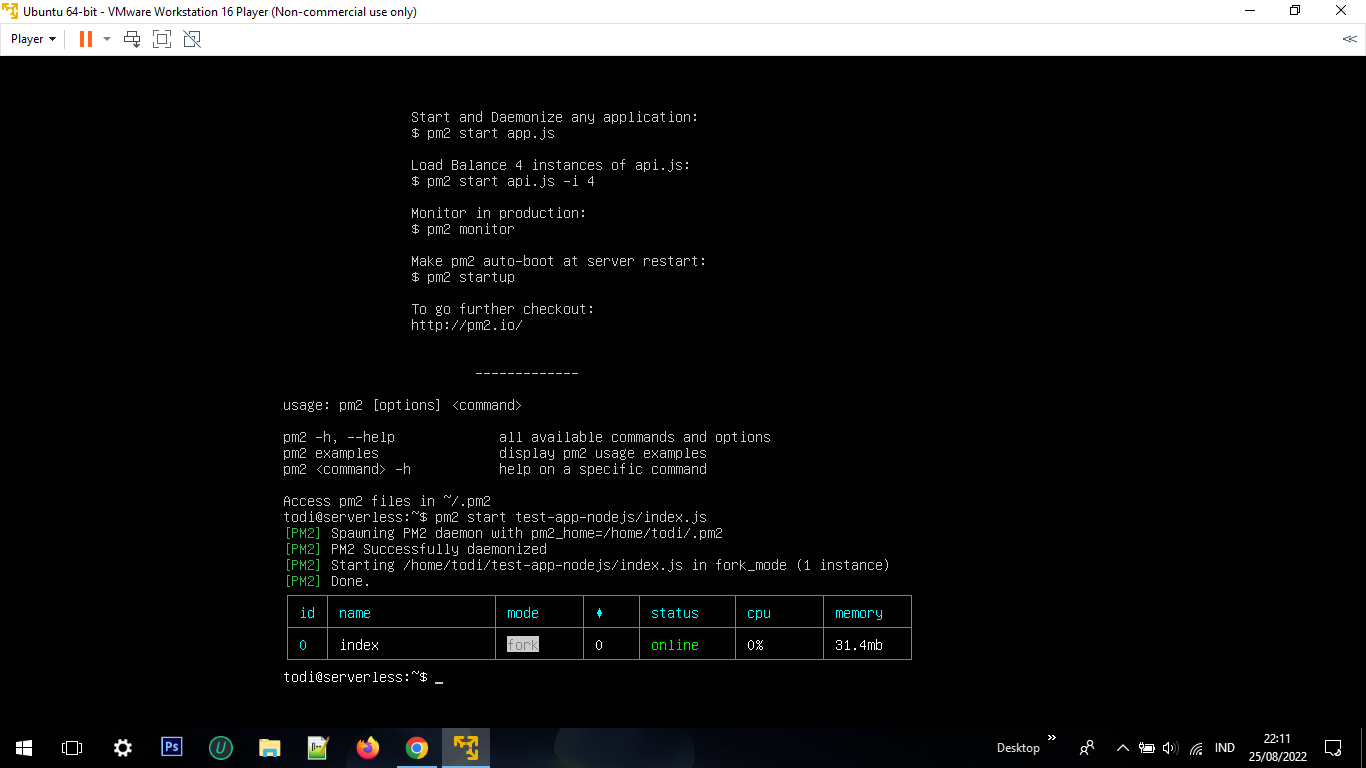 Ubuntu 64-bit - VMware Workstation 16 Player (Non-commercial use only)
Player
Start and Daemonize any application:
$ pm2 start app.js
Load Balance 4 instances of api.js:
$ pm2 start api.js -i 4
Monitor in production:
$ pm2 monitor
Make pm2 auto-boot at server restart:
$ pm2 startup
To go further checkout:
http://pm2.io/
-------------
usage: pm2 [options] <command>
pm2 -h, --help all available commands and options
pm2 examples display pm2 usage examples
pm2 <command> -h help on a specific command
Access pm2 files in ~/.pm2
todi@serverless:~$ pm2 start test-app-nodejs/index.js
[PM2] Spawning PM2 daemon with pm2_home=/home/todi/.pm2
[PM2] PM2 Successfully daemonized
[PM2] Starting /home/todi/test-app-nodejs/index.js in fork_mode (1 instance)
[PM2] Done.
id name mode ♦ status cpu memory
0 index fork 0 online 0% 31.4mb
todi@serverless:~$ _
Ps
Desktop
IND
22:11
25/08/2022